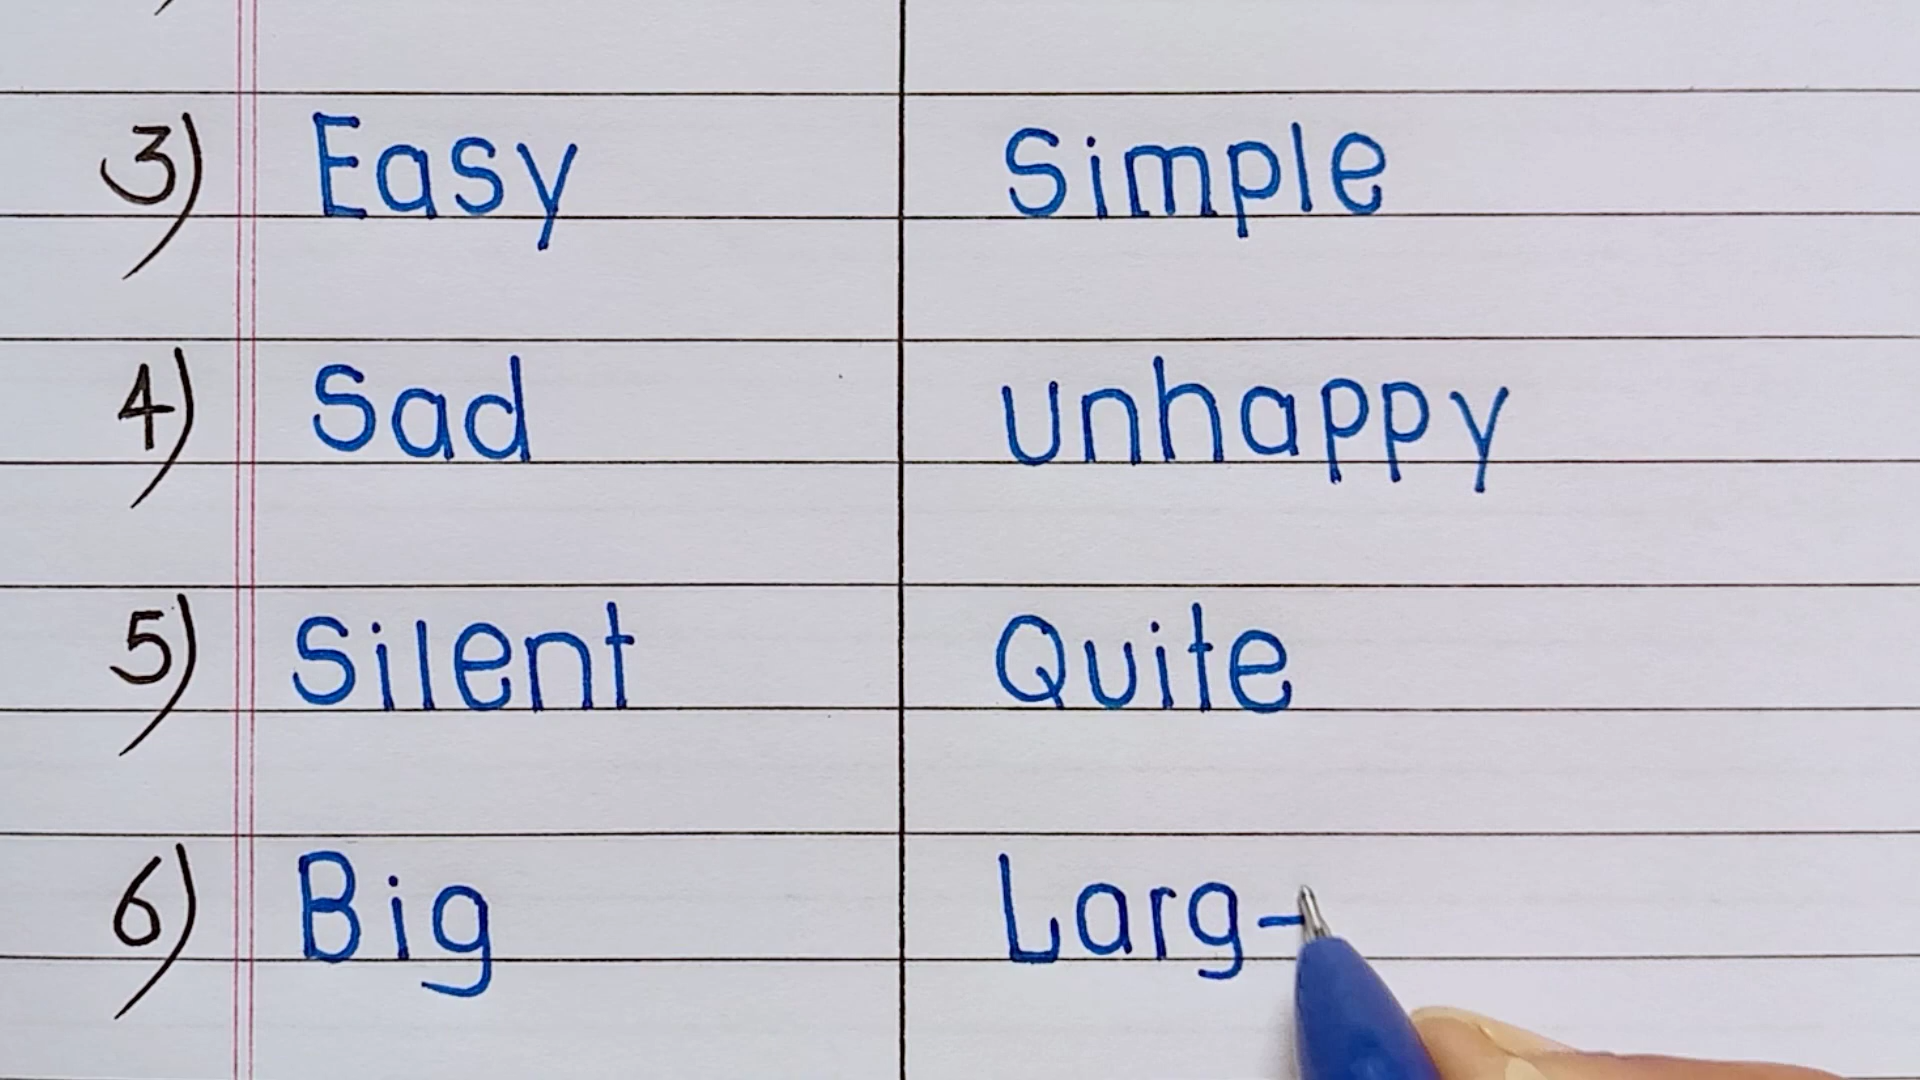 3) Easy Simple
4) Sad Unhappy
5) Silent Quite
6) Big Larg-